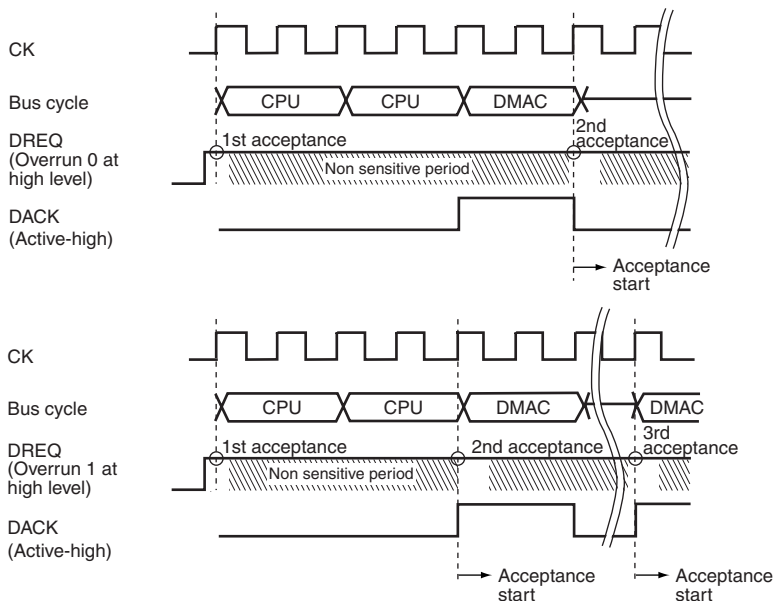 CK
Bus cycle
CPU
CPU
DMAC
DREQ
(Overrun 0 at
high level)
1st acceptance
2nd
acceptance
Non sensitive period
DACK
(Active-high)
Acceptance
start
CK
Bus cycle
CPU
CPU
DMAC
DMAC
DREQ
(Overrun 1 at
high level)
1st acceptance
2nd acceptance
3rd
acceptance
Non sensitive period
DACK
(Active-high)
Acceptance
start
Acceptance
start